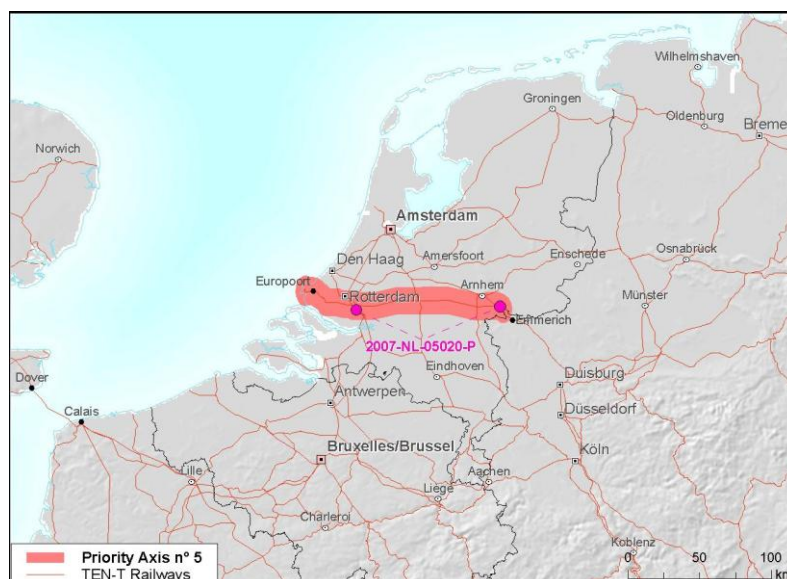 Wilhelmshaven
Groningen
Oldenburg
Breme
Norwich
Amsterdam
Den Haag
Amersfoort
Enschede
Osnabrück
Europoort
Rotterdam
Arnhem
Münster
Emmerich
2007-NL-05020-P
Eindhoven
Dover
Duisburg
Antwerpen
Calais
Düsseldorf
Bruxelles/Brussel
Lille
Aachen
Köln
Liège
Charleroi
Koblenz
Priority Axis n° 5
TEN-T Railways
0 50 100
km